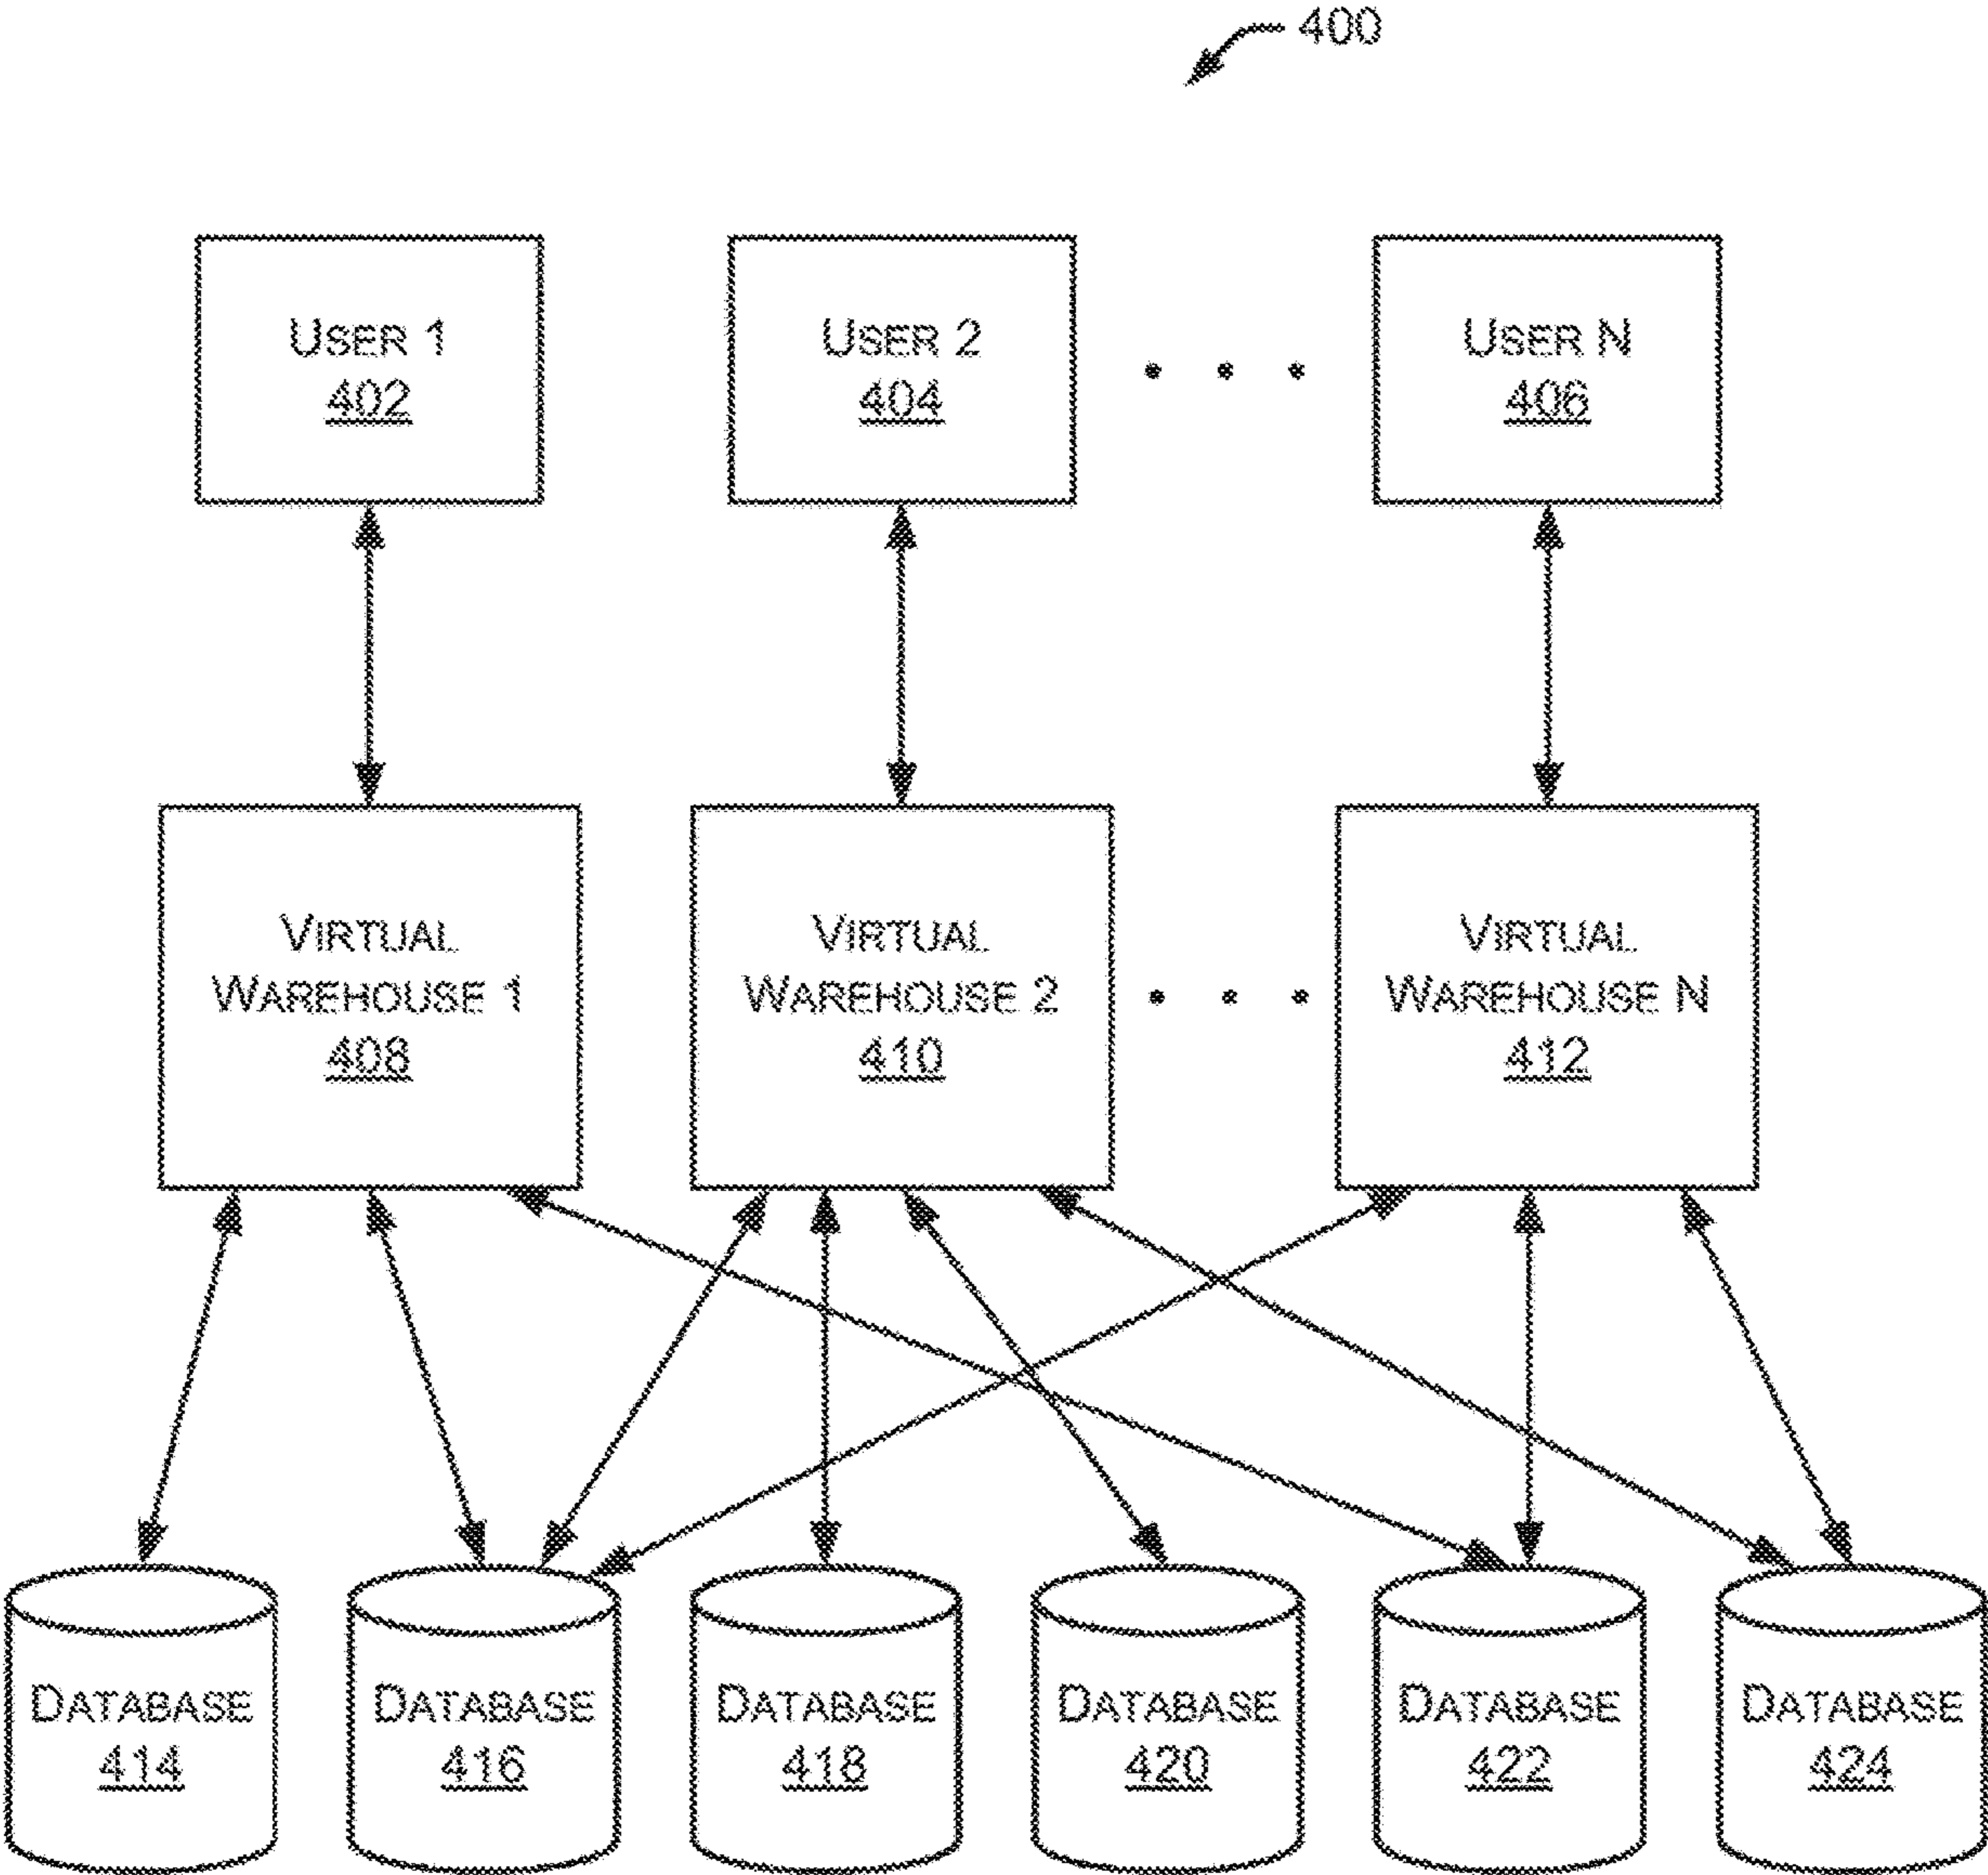 400
USER 1
402
USER 2
404
USER N
406
VIRTUAL
WAREHOUSE 1
408
VIRTUAL
WAREHOUSE 2
410
VIRTUAL
WAREHOUSE N
412
DATABASE
414
DATABASE
416
DATABASE
418
DATABASE
420
DATABASE
422
DATABASE
424